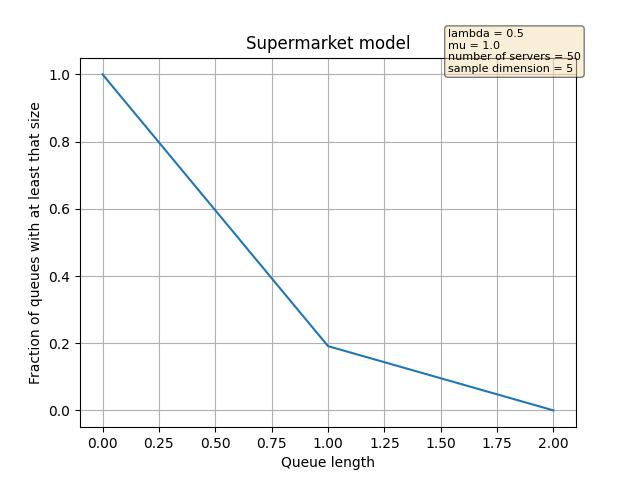 Supermarket model
lambda = 0.5
mu = 1.0
number of servers = 50
sample dimension = 5
Fraction of queues with at least that size
1.0
0.8
0.6
0.4
0.2
0.0
0.00 0.25 0.50 0.75 1.00 1.25 1.50 1.75 2.00
Queue length